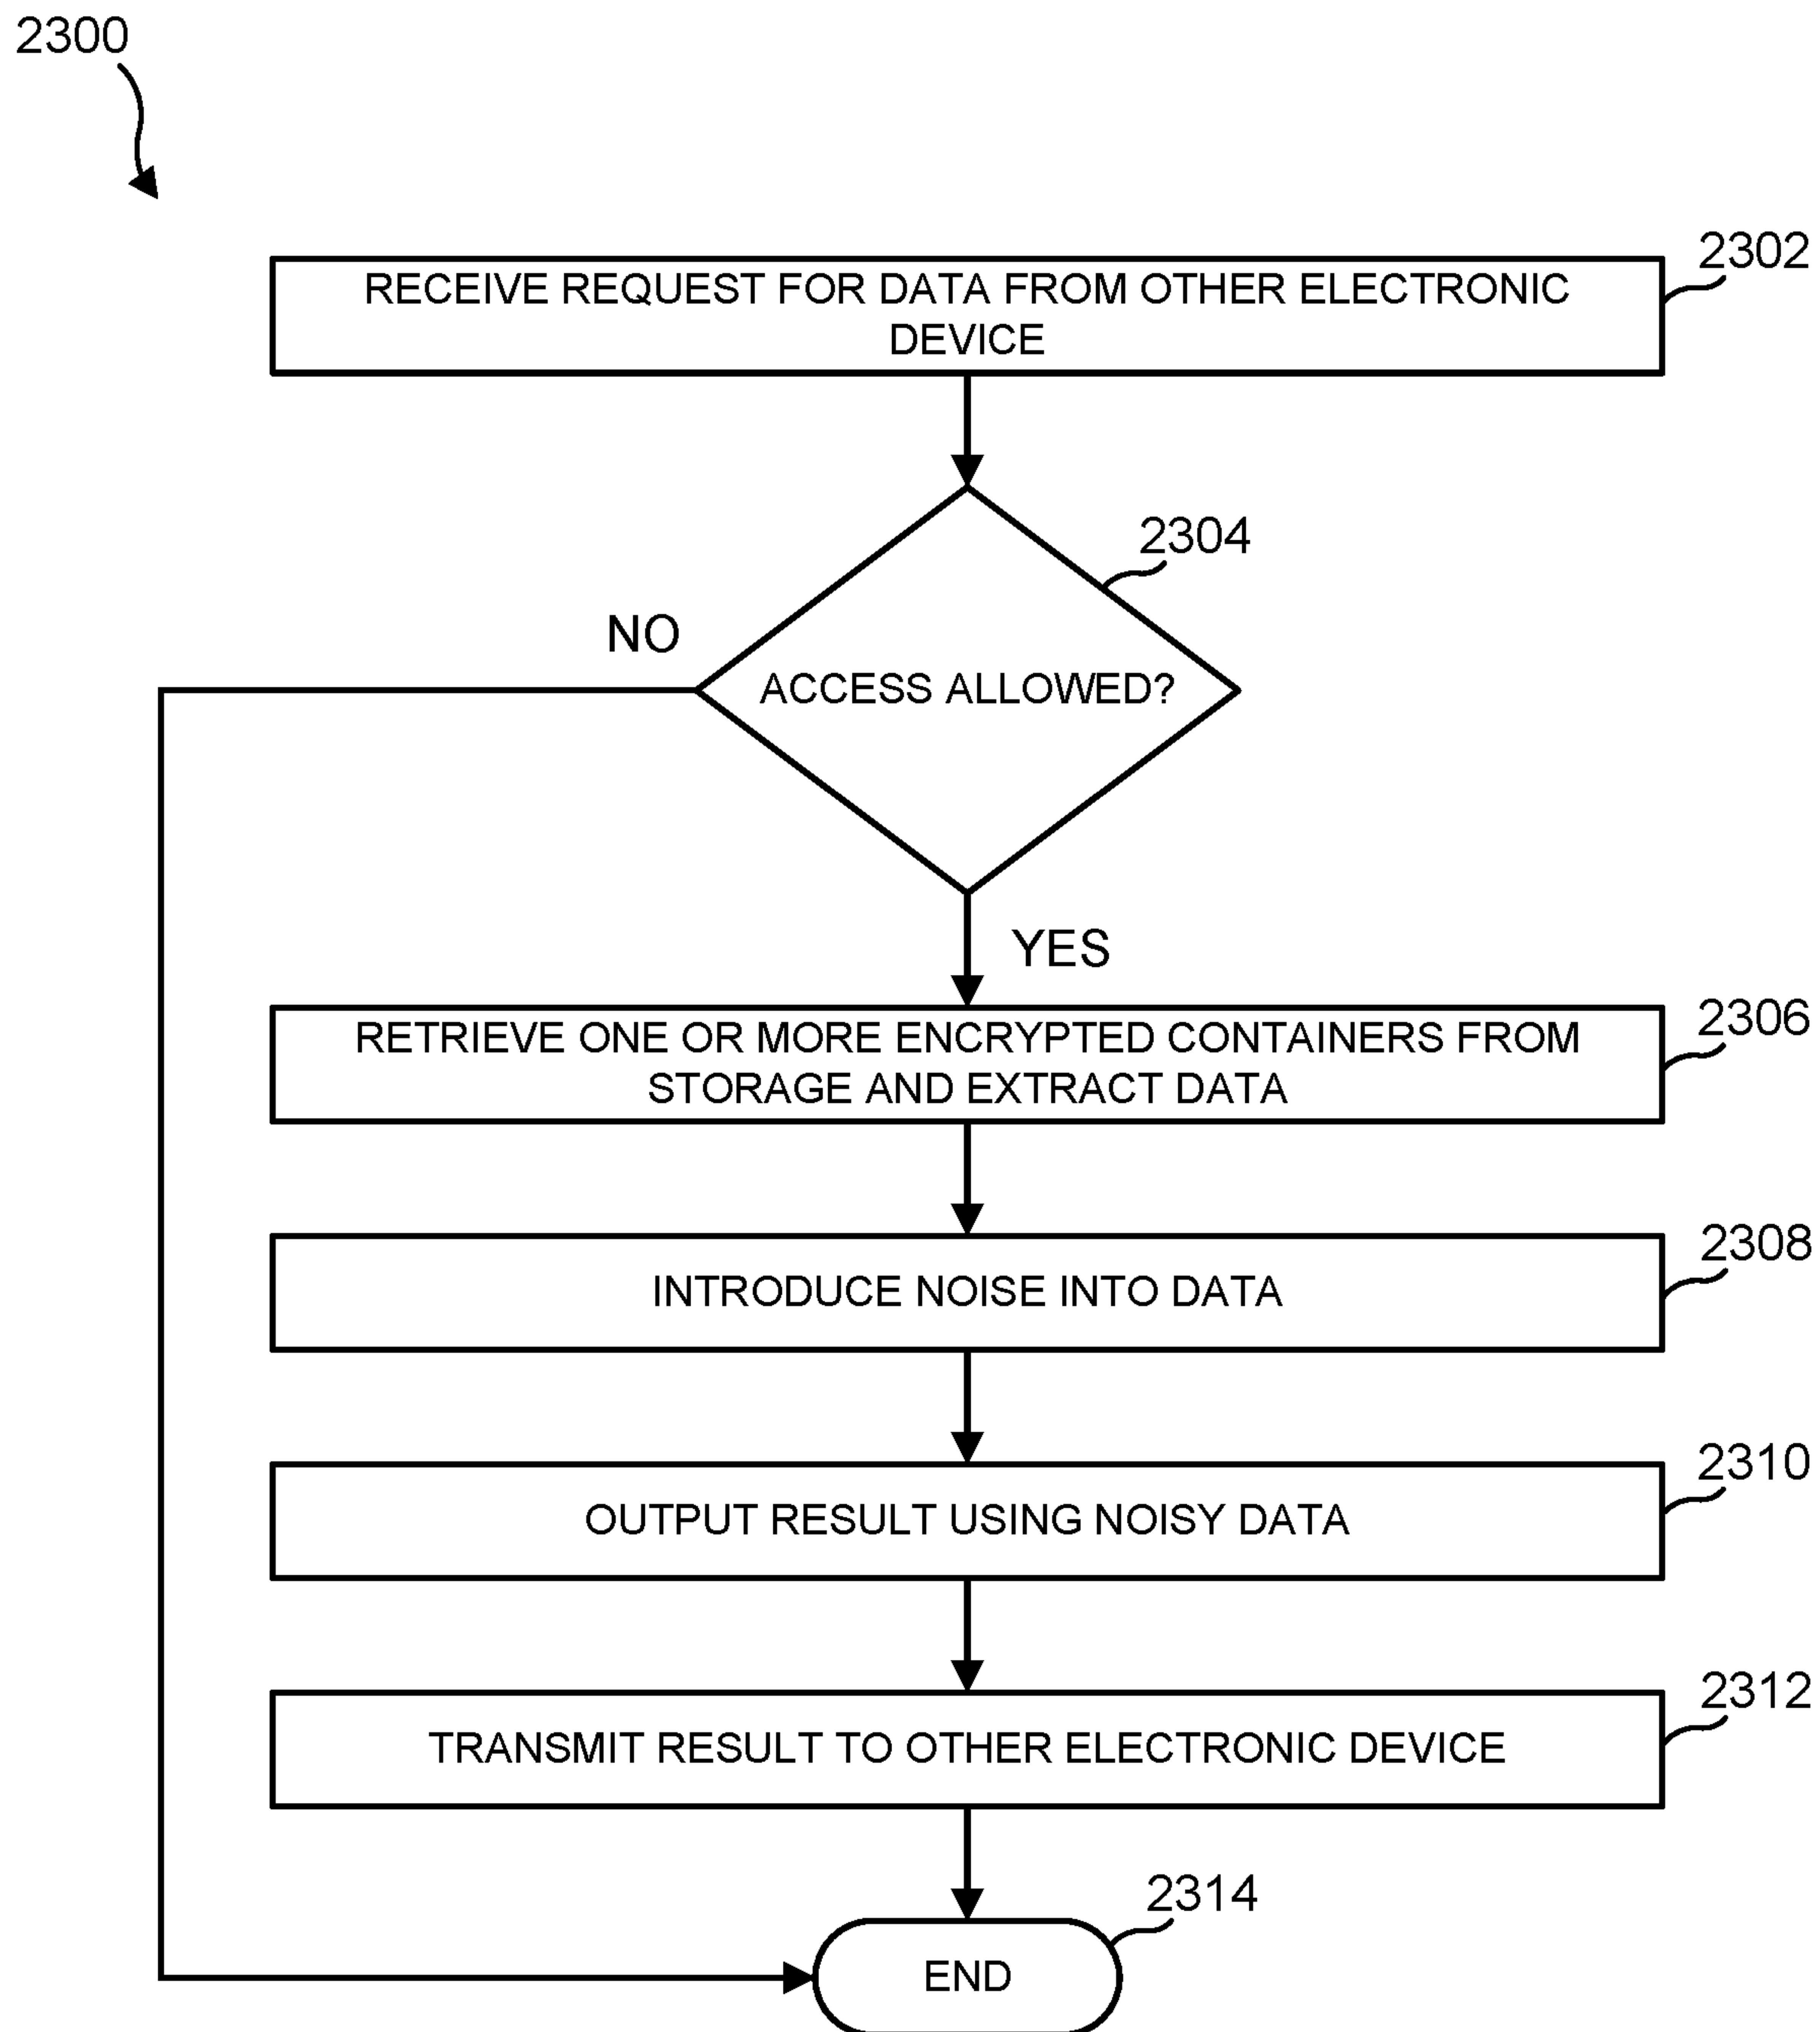 2300
RECEIVE REQUEST FOR DATA FROM OTHER ELECTRONIC
DEVICE
2302
2304
NO
ACCESS ALLOWED?
YES
RETRIEVE ONE OR MORE ENCRYPTED CONTAINERS FROM
STORAGE AND EXTRACT DATA
2306
INTRODUCE NOISE INTO DATA
2308
OUTPUT RESULT USING NOISY DATA
2310
TRANSMIT RESULT TO OTHER ELECTRONIC DEVICE
2312
2314
END